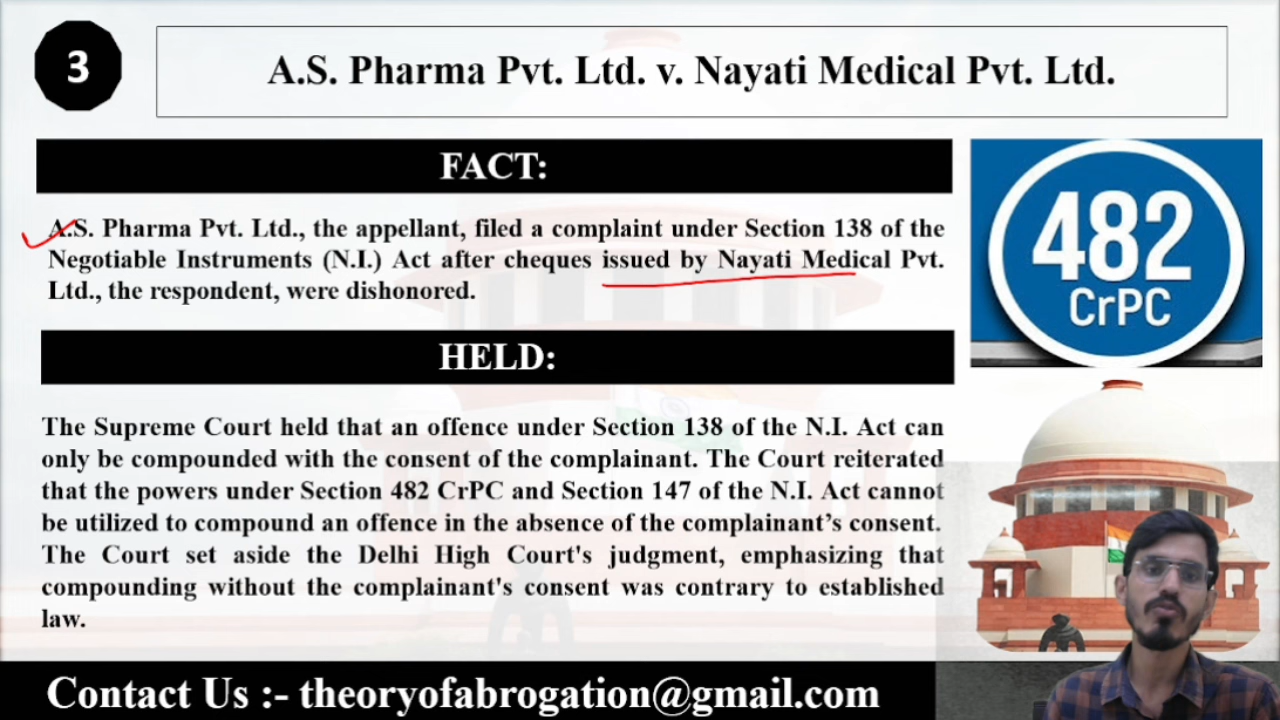 3
A.S. Pharma Pvt. Ltd. v. Nayati Medical Pvt. Ltd.
FACT:
A.S. Pharma Pvt. Ltd., the appellant, filed a complaint under Section 138 of the
Negotiable Instruments (N.I.) Act after cheques issued by Nayati Medical Pvt.
Ltd., the respondent, were dishonored.
482
CrPC
HELD:
The Supreme Court held that an offence under Section 138 of the N.I. Act can
only be compounded with the consent of the complainant. The Court reiterated
that the powers under Section 482 CrPC and Section 147 of the N.I. Act cannot
be utilized to compound an offence in the absence of the complainant’s consent.
The Court set aside the Delhi High Court's judgment, emphasizing that
compounding without the complainant's consent was contrary to established
law.
Contact Us :- theoryofabrogation@gmail.com